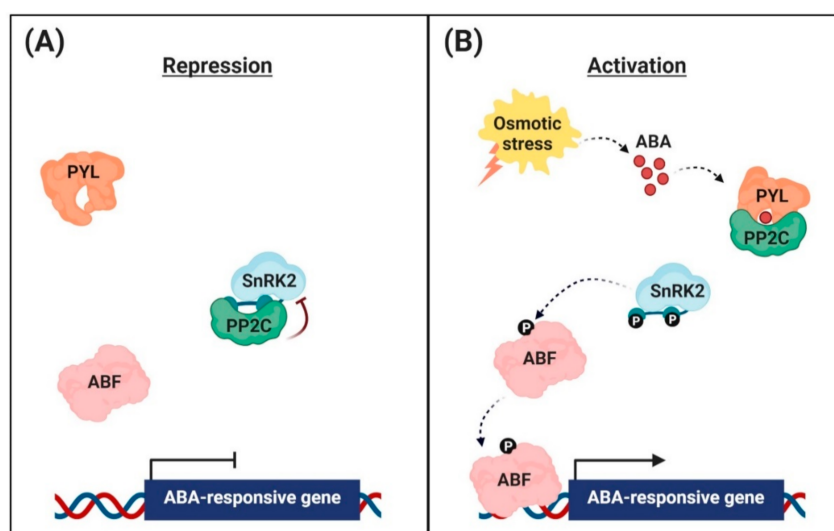 (A)
Repression
PYL
SnRK2
PP2C
ABF
ABA-responsive gene
(B)
Activation
Osmotic
stress
ABA
PYL
PP2C
SnRK2
P
P
P
ABF
P
ABF
ABA-responsive gene